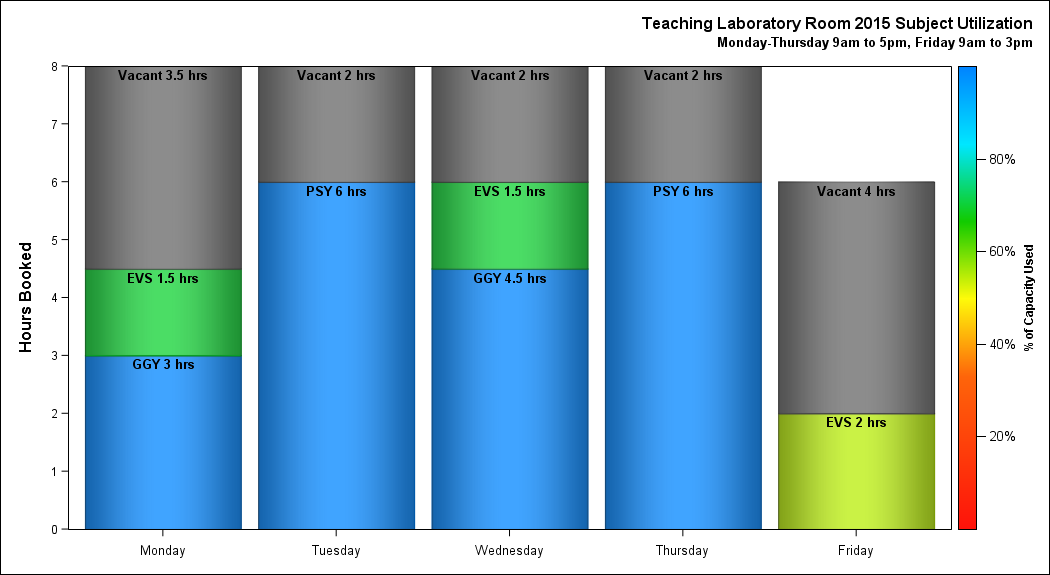 Teaching Laboratory Room 2015 Subject Utilization
Monday-Thursday 9am to 5pm, Friday 9am to 3pm
Hours Booked
8
7
6
5
4
3
2
1
0
Vacant 3.5 hrs
EVS 1.5 hrs
GGY 3 hrs
Vacant 2 hrs
PSY 6 hrs
Vacant 2 hrs
EVS 1.5 hrs
GGY 4.5 hrs
Vacant 2 hrs
PSY 6 hrs
Vacant 4 hrs
EVS 2 hrs
Monday
Tuesday
Wednesday
Thursday
Friday
80%
60%
40%
20%
% of Capacity Used